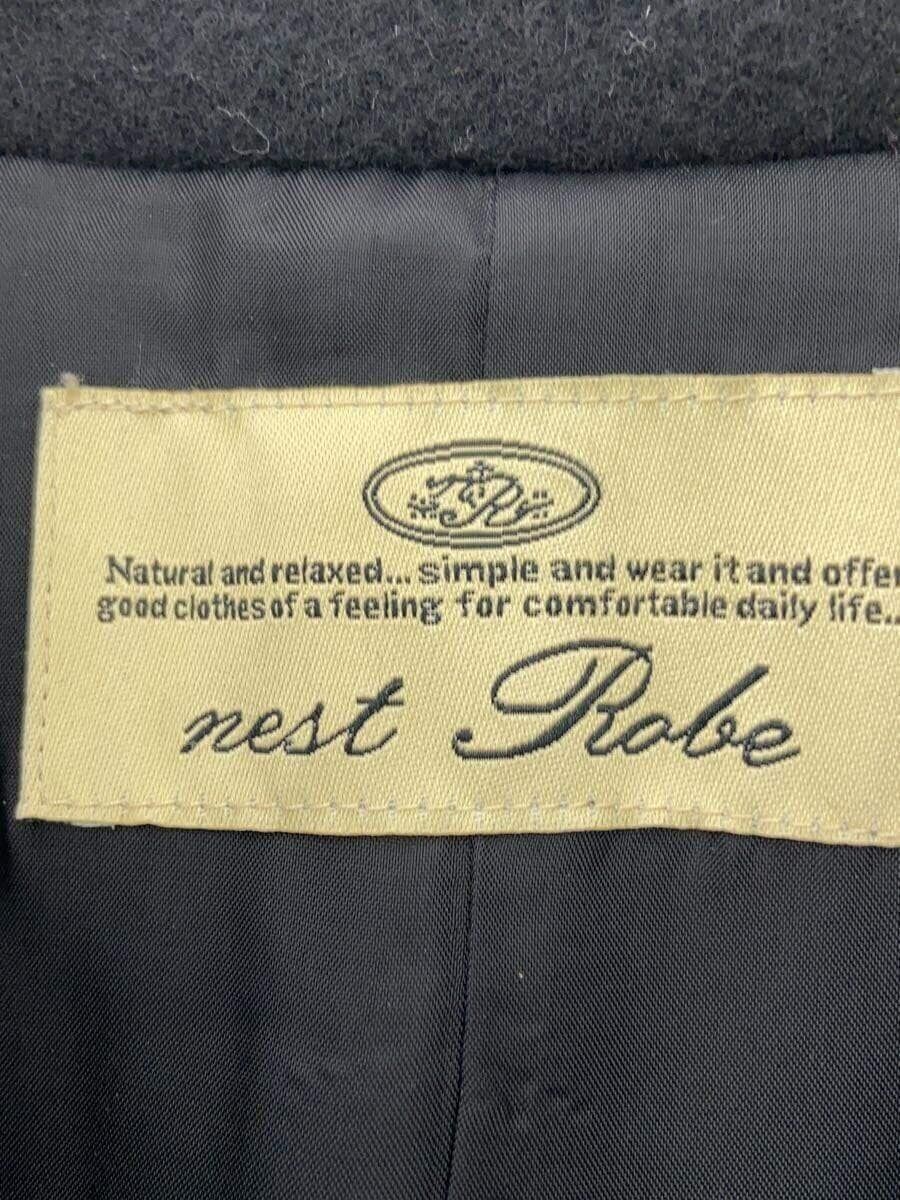 Natural and relaxed... simple and wear it and offer
good clothes of a feeling for comfortable daily life..
nest Robe